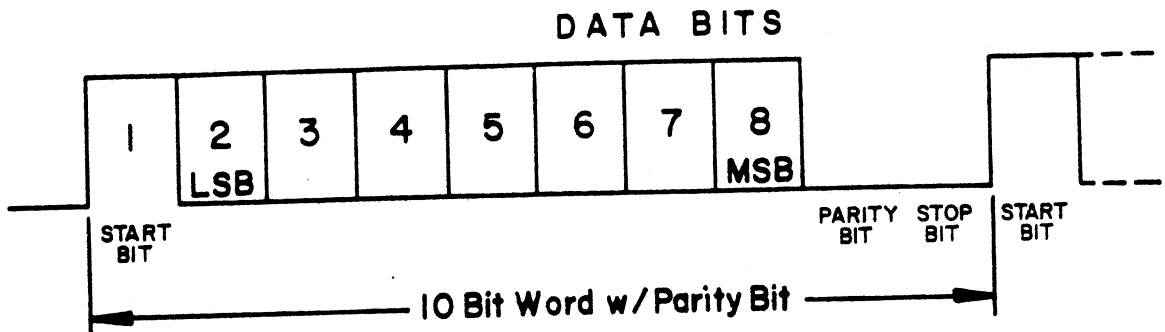 DATA BITS
1 2 3 4 5 6 7 8
LSB MSB
START BIT PARITY BIT STOP BIT START BIT
10 Bit Word w/Parity Bit